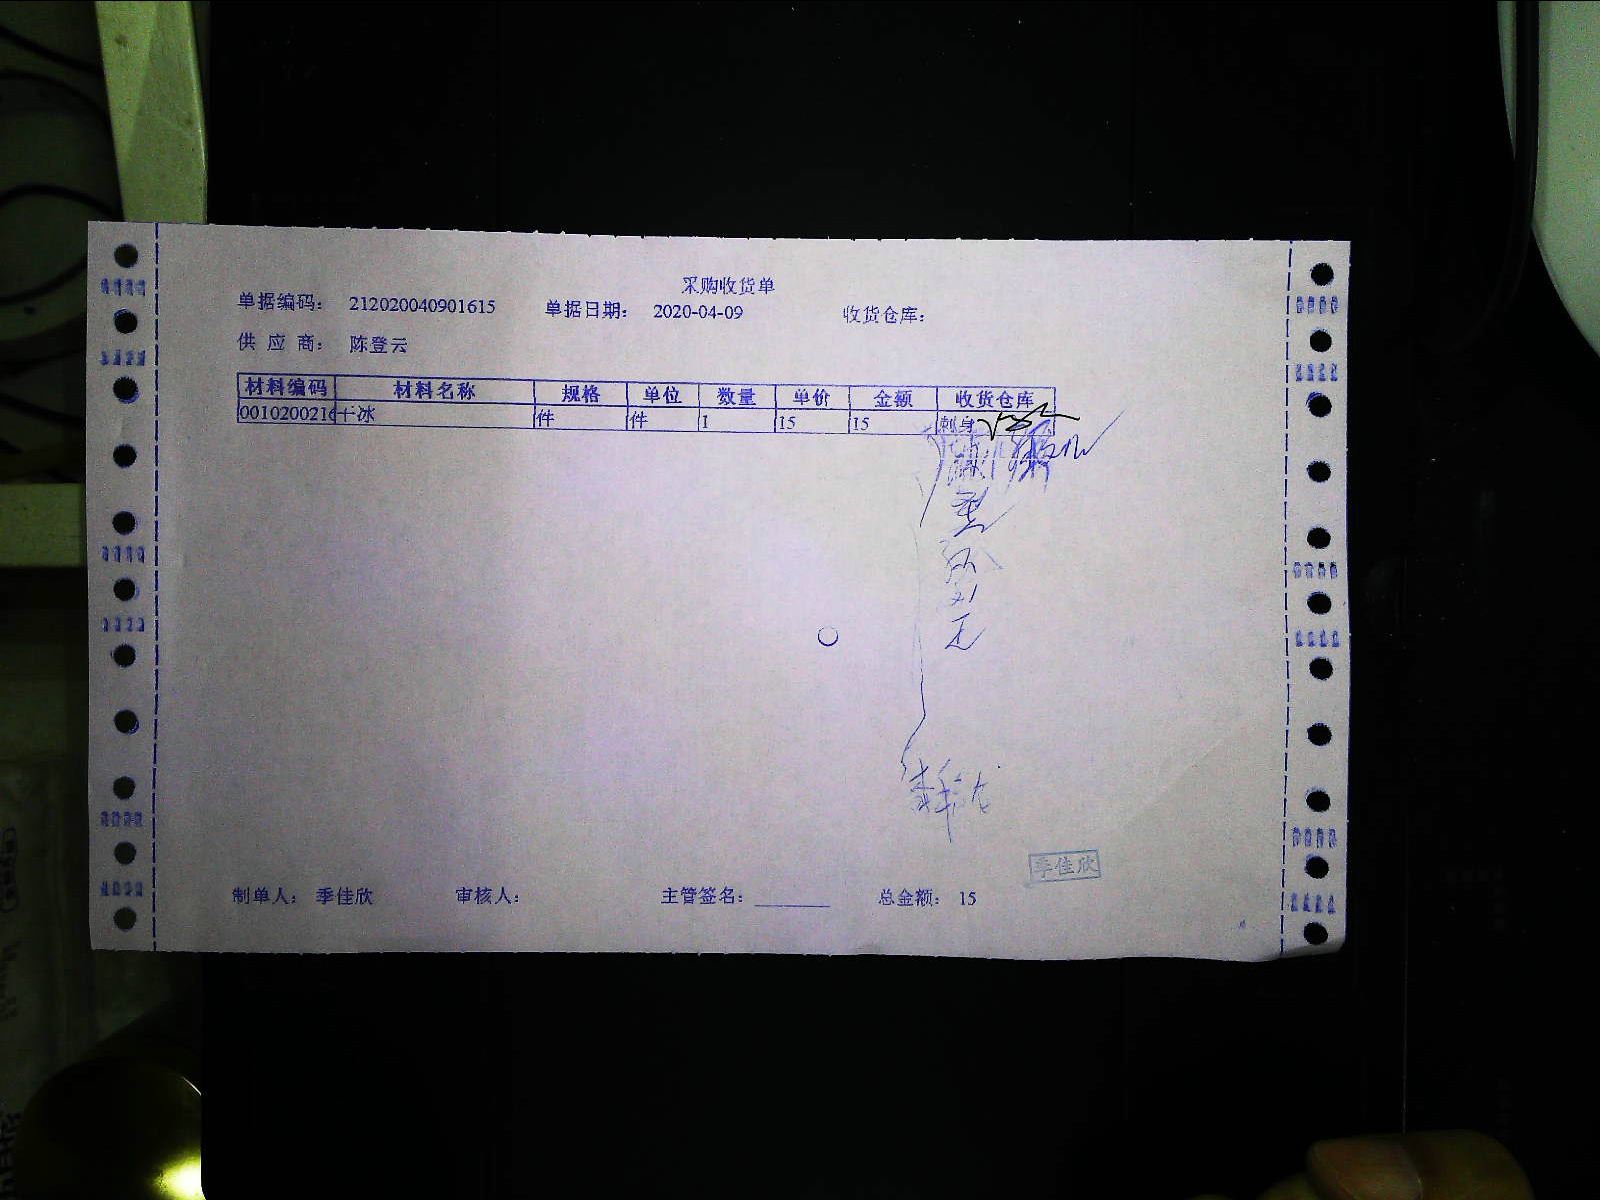 采购收货单
单据编码： 212020040901615 单据日期： 2020-04-09 收货仓库：
供 应 商： 陈登云
材料编码 材料名称 规格 单位 数量 单价 金额 收货仓库
0010200216 干冰 件 件 1 15 15 刺身
季佳欣
制单人： 季佳欣 审核人： 主管签名： 总金额： 15